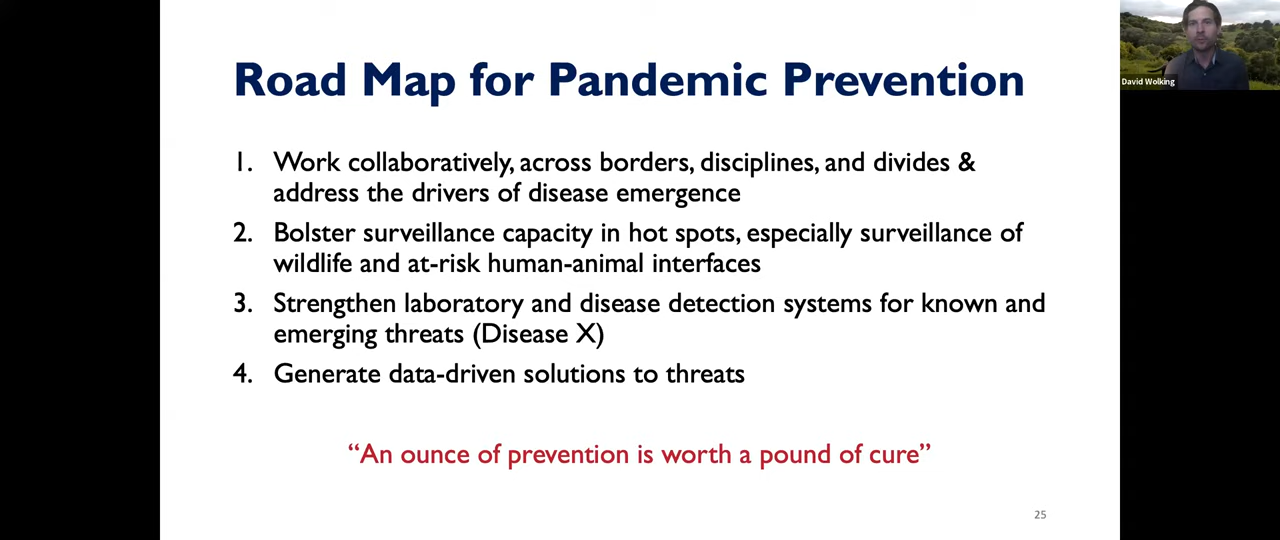 Road Map for Pandemic Prevention
1. Work collaboratively, across borders, disciplines, and divides &
address the drivers of disease emergence
2. Bolster surveillance capacity in hot spots, especially surveillance of
wildlife and at-risk human-animal interfaces
3. Strengthen laboratory and disease detection systems for known and
emerging threats (Disease X)
4. Generate data-driven solutions to threats
“An ounce of prevention is worth a pound of cure”
25
David Wolking